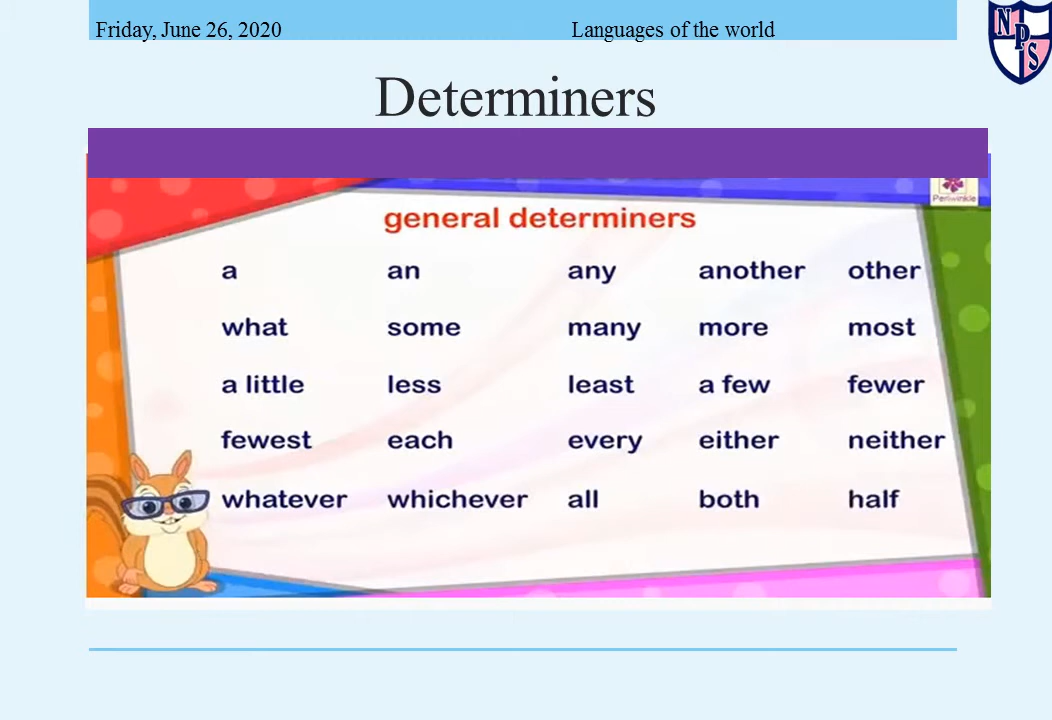 Friday, June 26, 2020 Languages of the world
NPS
Determiners
Periwinkle
general determiners
a an any another other
what some many more most
a little less least a few fewer
fewest each every either neither
whatever whichever all both half